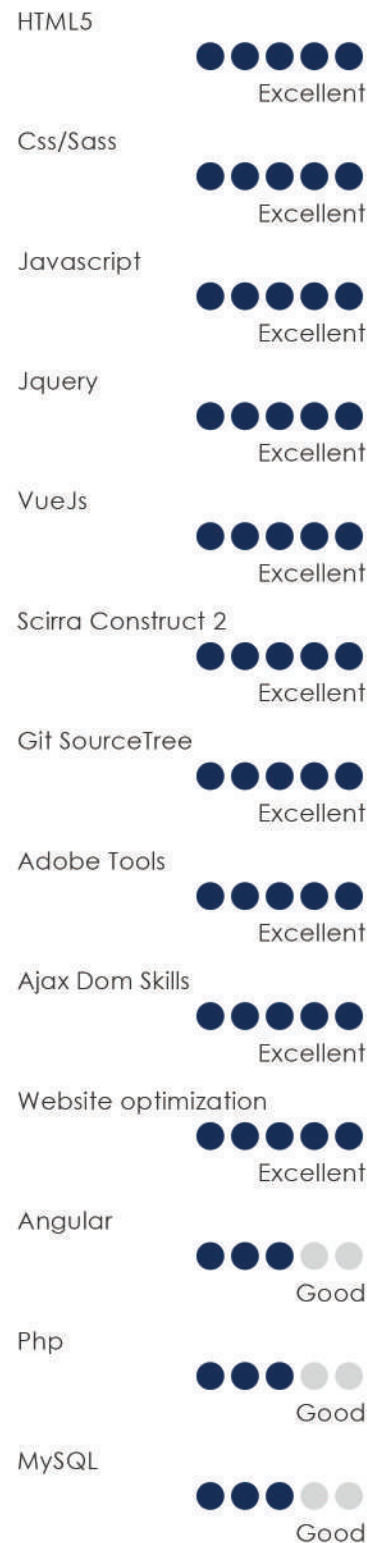 HTML5
Excellent
Css/Sass
Excellent
Javascript
Excellent
Jquery
Excellent
VueJs
Excellent
Scirra Construct 2
Excellent
Git SourceTree
Excellent
Adobe Tools
Excellent
Ajax Dom Skills
Excellent
Website optimization
Excellent
Angular
Good
Php
Good
MySQL
Good